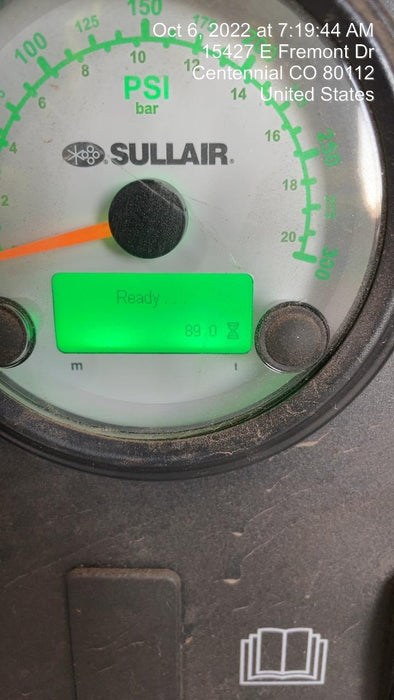 Oct 6, 2022 at 7:19:44 AM
15427 E Fremont Dr
Centennial CO 80112
United States
100
150
175
300
2
4
6
8
10
14
16
18
20
PSI
bar
SULLAIR
Ready . . .
89.0
m
t